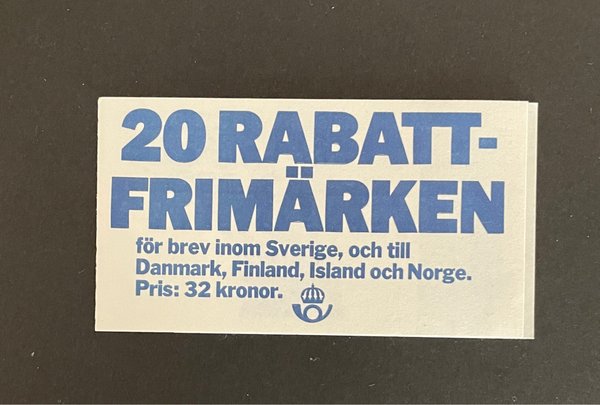 20 RABATT-
FRIMÄRKEN
för brev inom Sverige, och till
Danmark, Finland, Island och Norge.
Pris: 32 kronor.